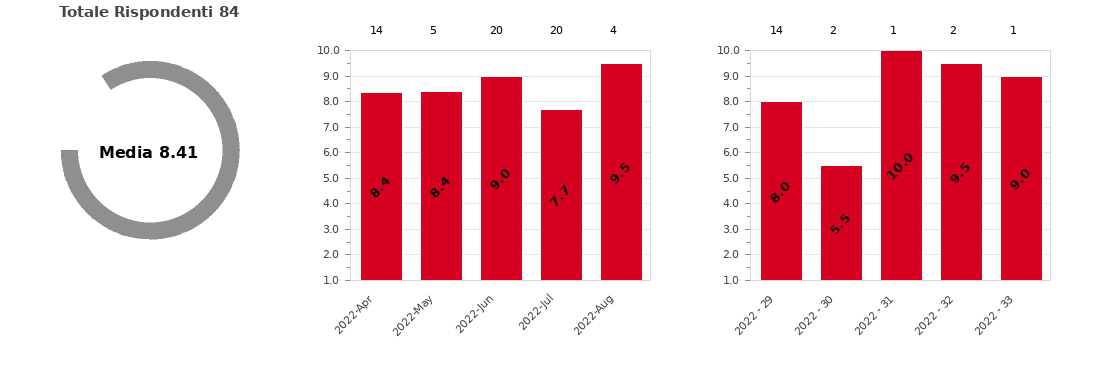 Totale Rispondenti 84
Media 8.41
14 5 20 20 4
10.0
9.0
8.0
7.0
6.0
5.0
4.0
3.0
2.0
1.0
8.4 8.4 9.0 7.7 9.5
2022-Apr 2022-May 2022-Jun 2022-Jul 2022-Aug
14 2 1 2 1
10.0
9.0
8.0
7.0
6.0
5.0
4.0
3.0
2.0
1.0
8.0 5.5 10.0 9.5 9.0
2022 - 29 2022 - 30 2022 - 31 2022 - 32 2022 - 33